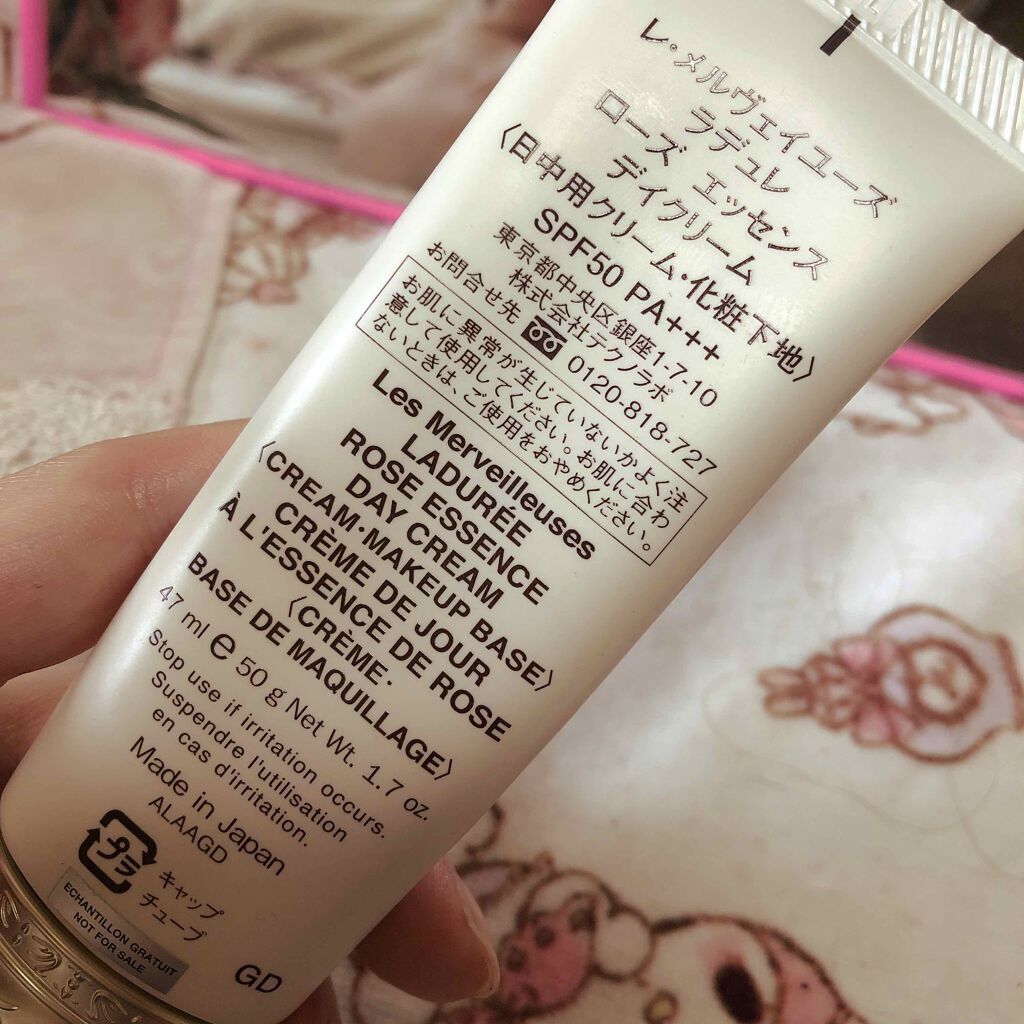 レ・メルヴェイユーズ
ラデュレ
ローズ エッセンス
デイクリーム
〈日中用クリーム・化粧下地〉
SPF50 PA+++
東京都中央区銀座1-7-10
株式会社テクノラボ
お問合せ先 0120-818-727
お肌に異常が生じていないかよく注
意して使用してください。お肌に合わ
ないときは、ご使用をおやめください。
Les Merveilleuses
LADURÉE
ROSE ESSENCE
DAY CREAM
〈CREAM·MAKEUP BASE〉
CRÈME DE JOUR
À L'ESSENCE DE ROSE
〈CRÈME·
BASE DE MAQUILLAGE〉
47 ml e 50 g Net Wt. 1.7 oz.
Stop use if irritation occurs.
Suspendre l'utilisation
en cas d'irritation.
Made in Japan
ALAAGD
プラ
キャップ
チューブ
ECHANTILLON GRATUIT
NOT FOR SALE
GD